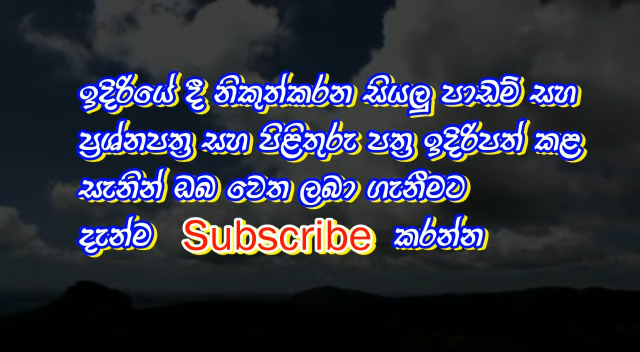 ඉදිරියේ දී නිකුත්කරන සියලු පාඩම් සහ
ප්‍රශ්නපත්‍ර සහ පිළිතුරු පත්‍ර ඉදිරිපත් කළ
සැනින් ඔබ වෙත ලබා ගැනීමට
දැන්ම Subscribe කරන්න